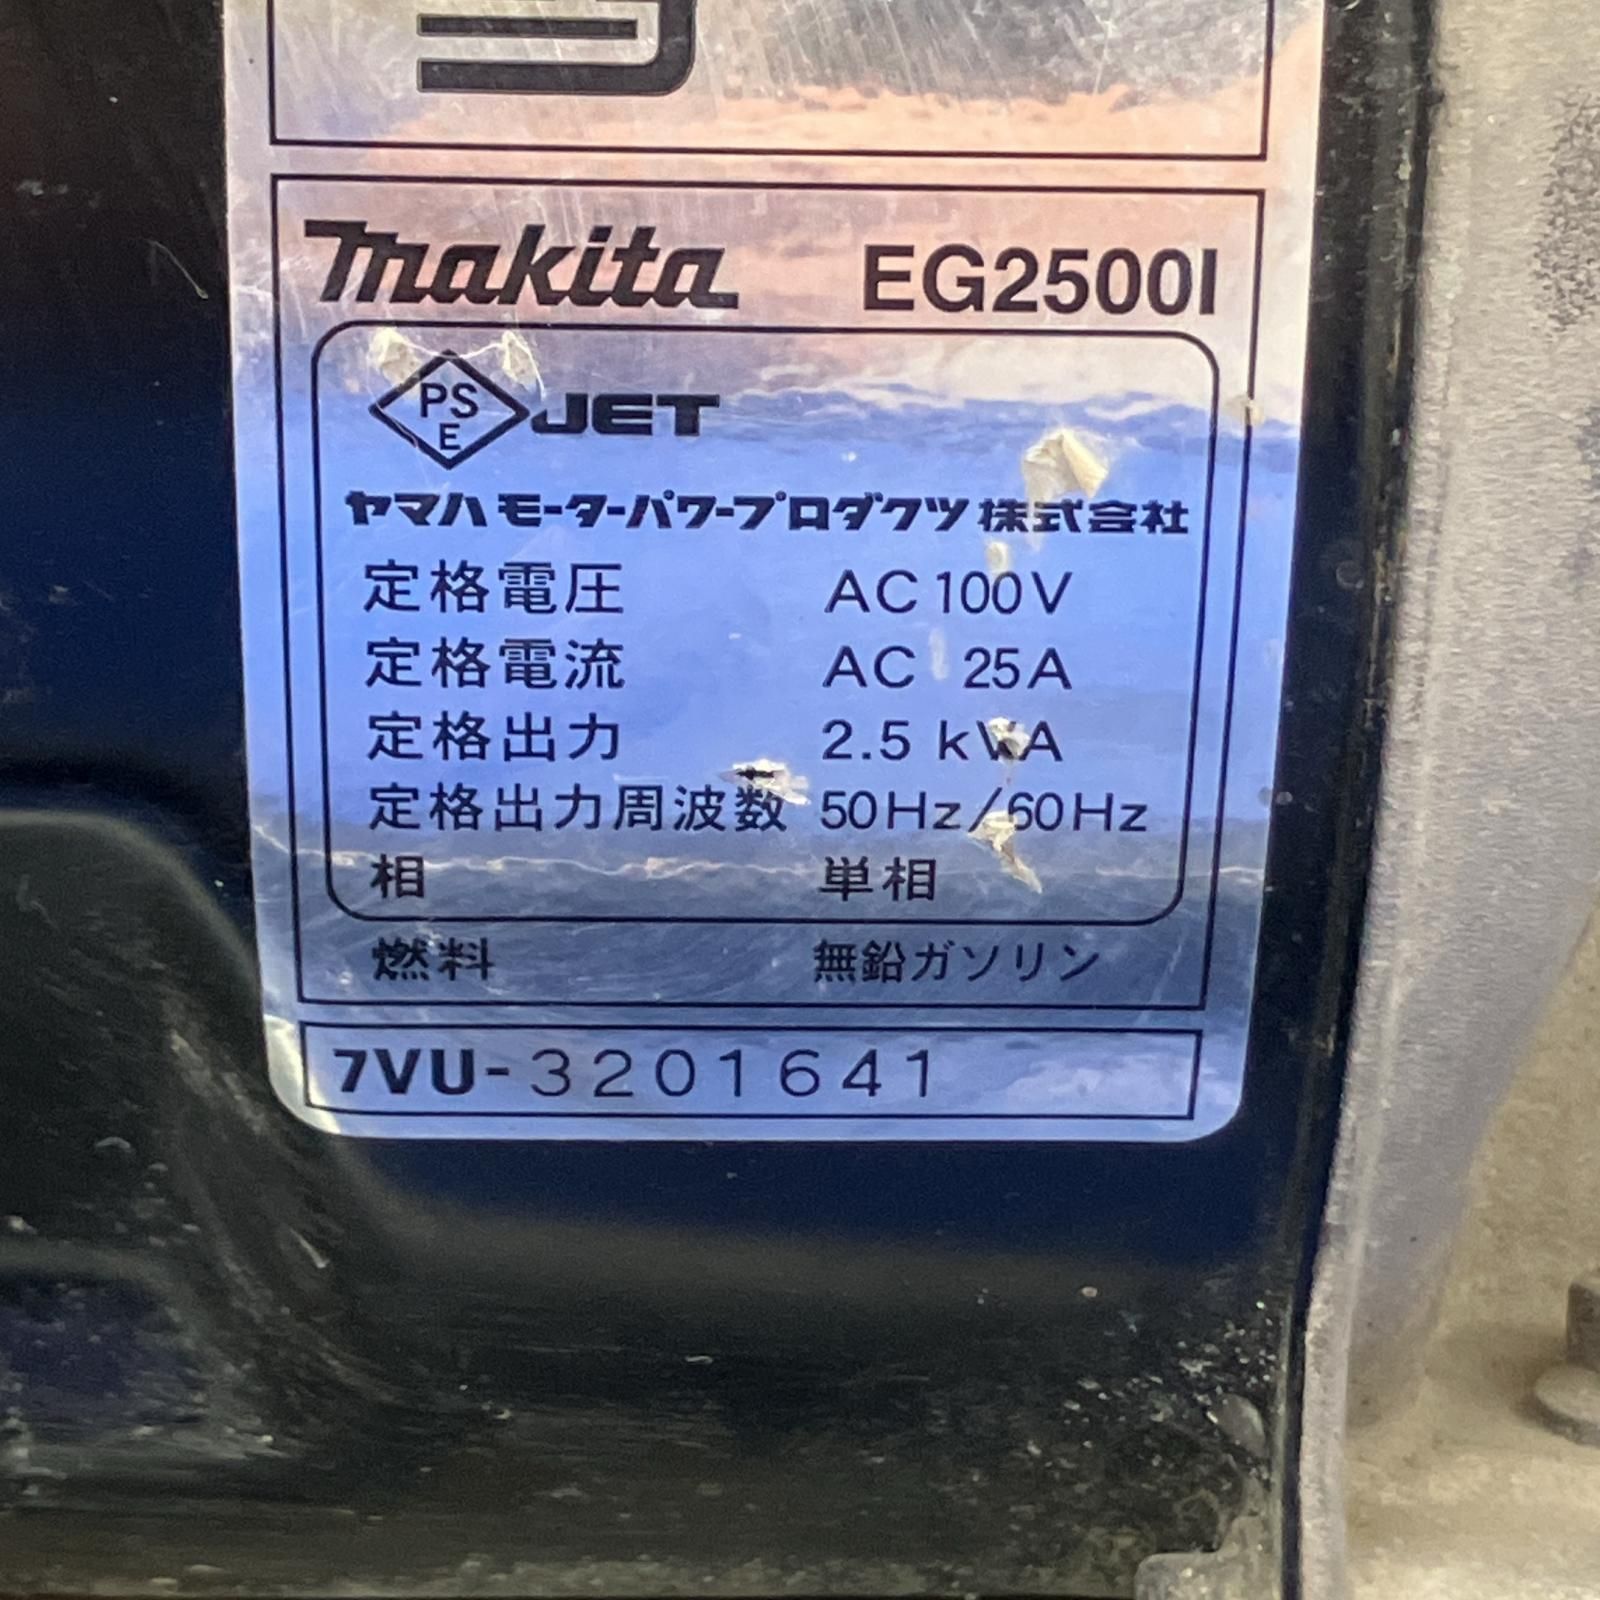 makita EG2500I
PS
E
JET
ヤマハモーターパワープロダクツ株式会社
定格電圧 AC100V
定格電流 AC 25A
定格出力 2.5 kVA
定格出力周波数 50Hz/60Hz
相 単相
燃料 無鉛ガソリン
7VU-3201641